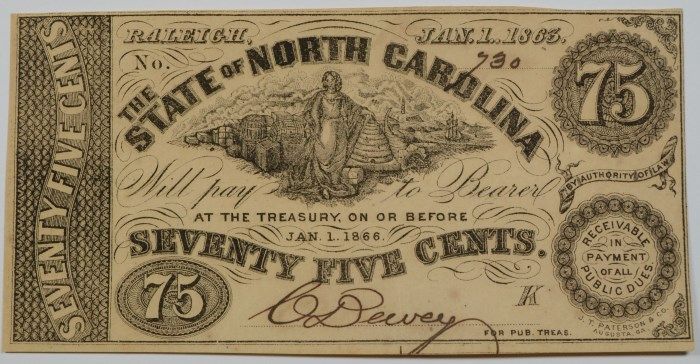 SEVENTY FIVE CENTS
RALEIGH, JAN. 1. 1863.
No. 730
THE
STATE OF NORTH CAROLINA
75
Will pay to Bearer
BY AUTHORITY OF LAW
AT THE TREASURY, ON OR BEFORE
JAN. 1. 1866.
SEVENTY FIVE CENTS.
RECEIVABLE
IN
PAYMENT
OF ALL
PUBLIC DUES.
75
C Dewey
K
FOR PUB. TREAS.
J. T. PATERSON & CO.
AUGUSTA, GA